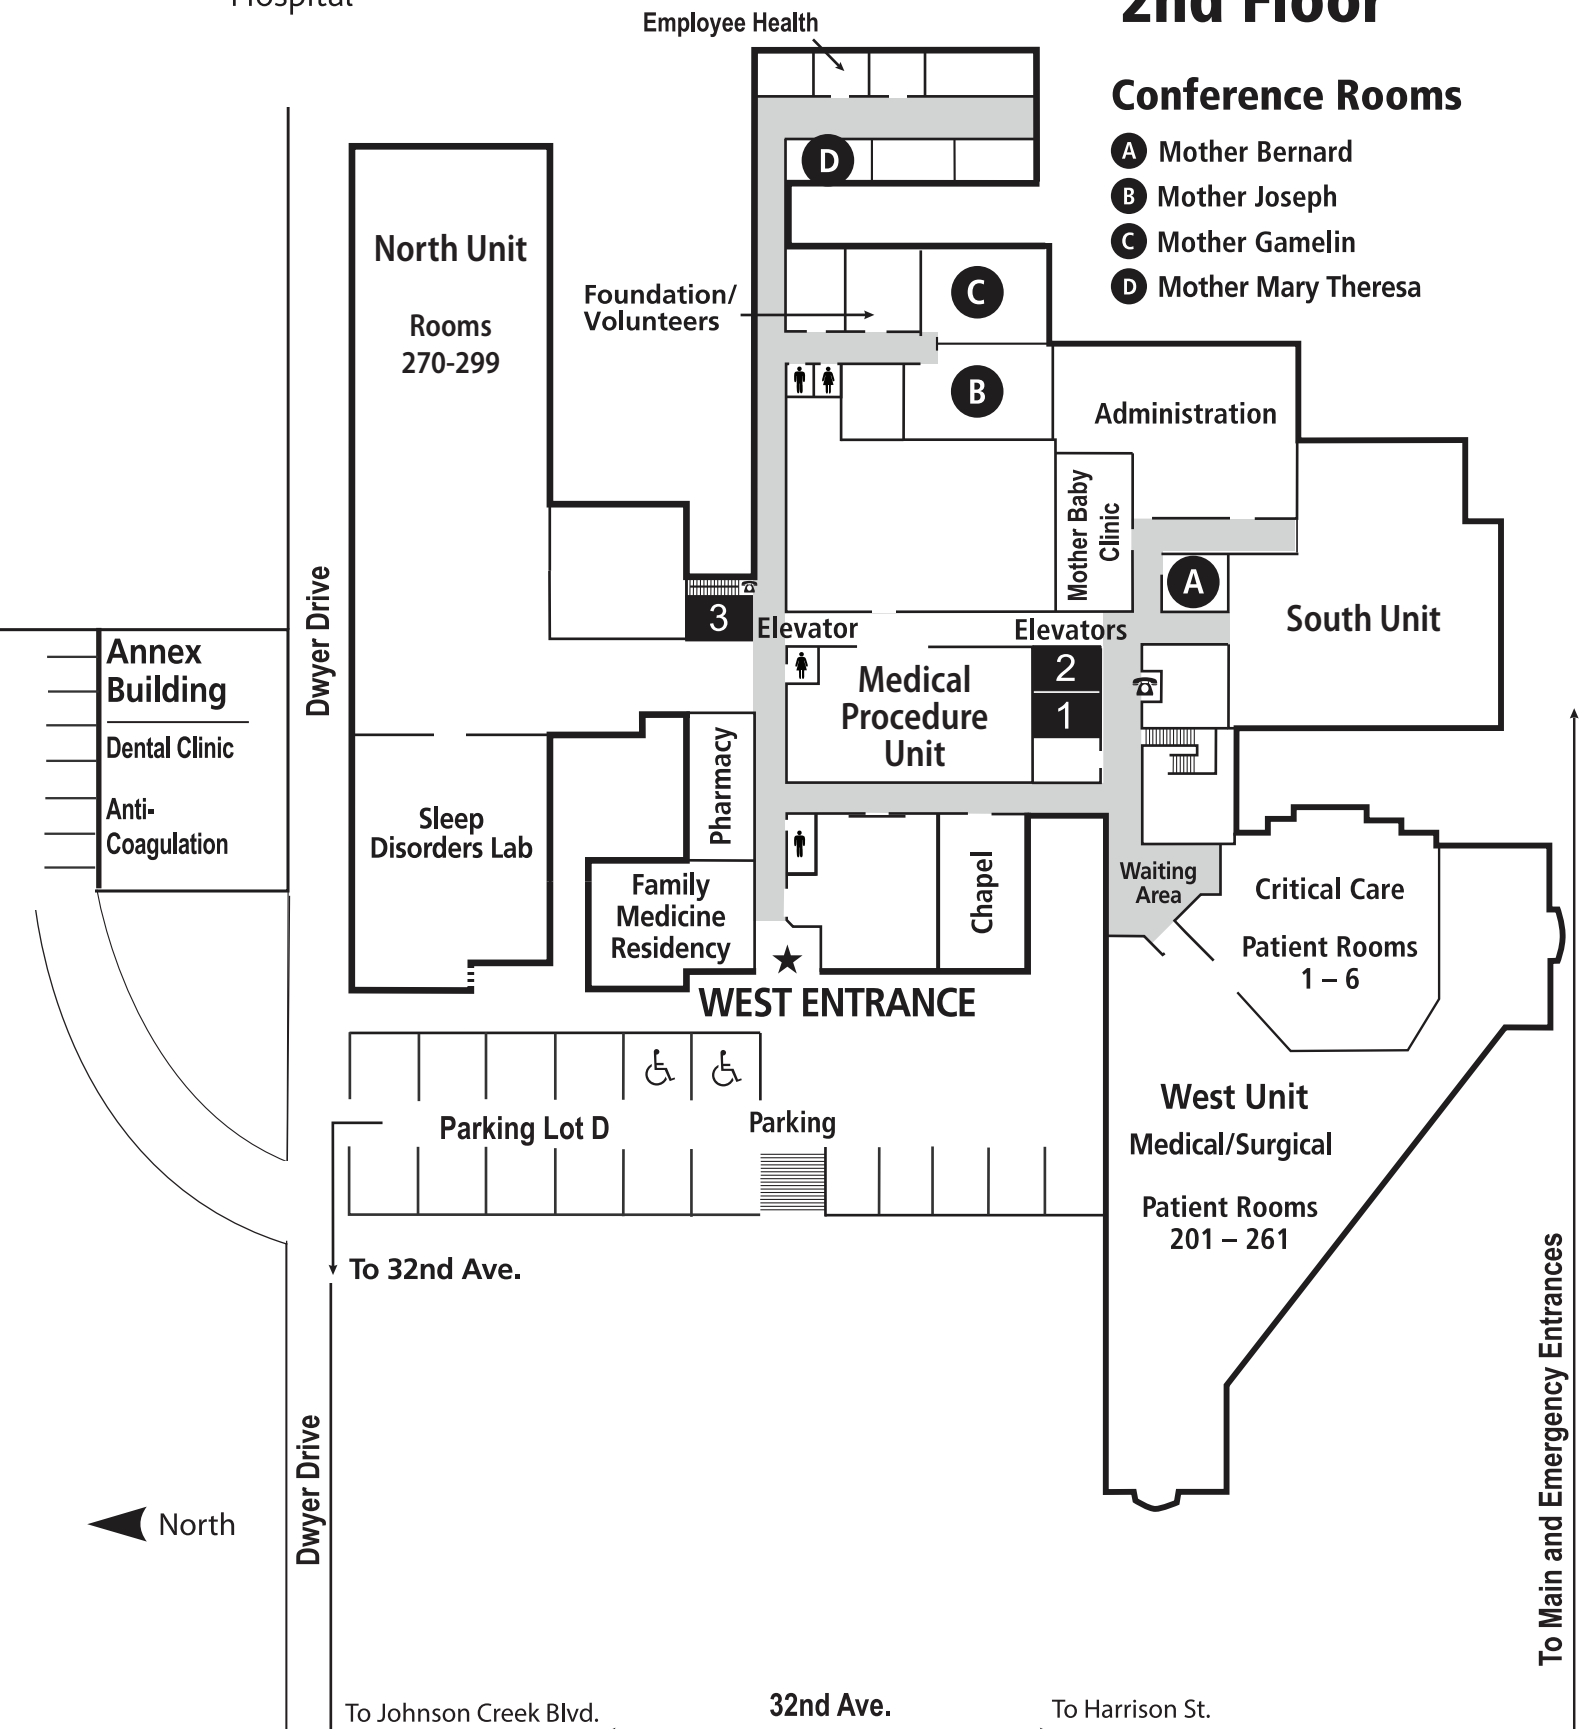 Hospital
2nd Floor
Employee Health
Conference Rooms
A Mother Bernard
B Mother Joseph
C Mother Gamelin
D Mother Mary Theresa
D
North Unit
Rooms
270-299
Foundation/
Volunteers
C
B
Administration
Mother Baby
Clinic
A
South Unit
Dwyer Drive
3
Elevator
Elevators
2
1
Medical
Procedure
Unit
Annex
Building
Dental Clinic
Anti-
Coagulation
Pharmacy
Sleep
Disorders Lab
Family
Medicine
Residency
Chapel
Waiting
Area
Critical Care
Patient Rooms
1 – 6
WEST ENTRANCE
West Unit
Medical/Surgical
Patient Rooms
201 – 261
Parking Lot D
Parking
To 32nd Ave.
To Main and Emergency Entrances
Dwyer Drive
North
To Johnson Creek Blvd.
32nd Ave.
To Harrison St.